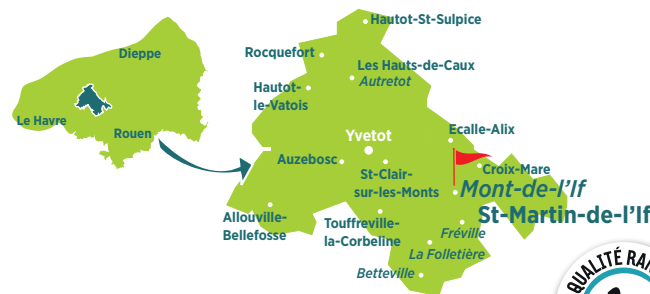 Dieppe
Le Havre
Rouen
Hautot-St-Sulpice
Rocquefort
Les Hauts-de-Caux
Autretot
Hautot-
le-Vatois
Yvetot
Ecalle-Alix
Auzebosc
St-Clair-
sur-les-Monts
Croix-Mare
Mont-de-l'If
St-Martin-de-l'If
Allouville-
Bellefosse
Touffreville-
la-Corbeline
Fréville
La Folletière
Betteville
QUALITÉ